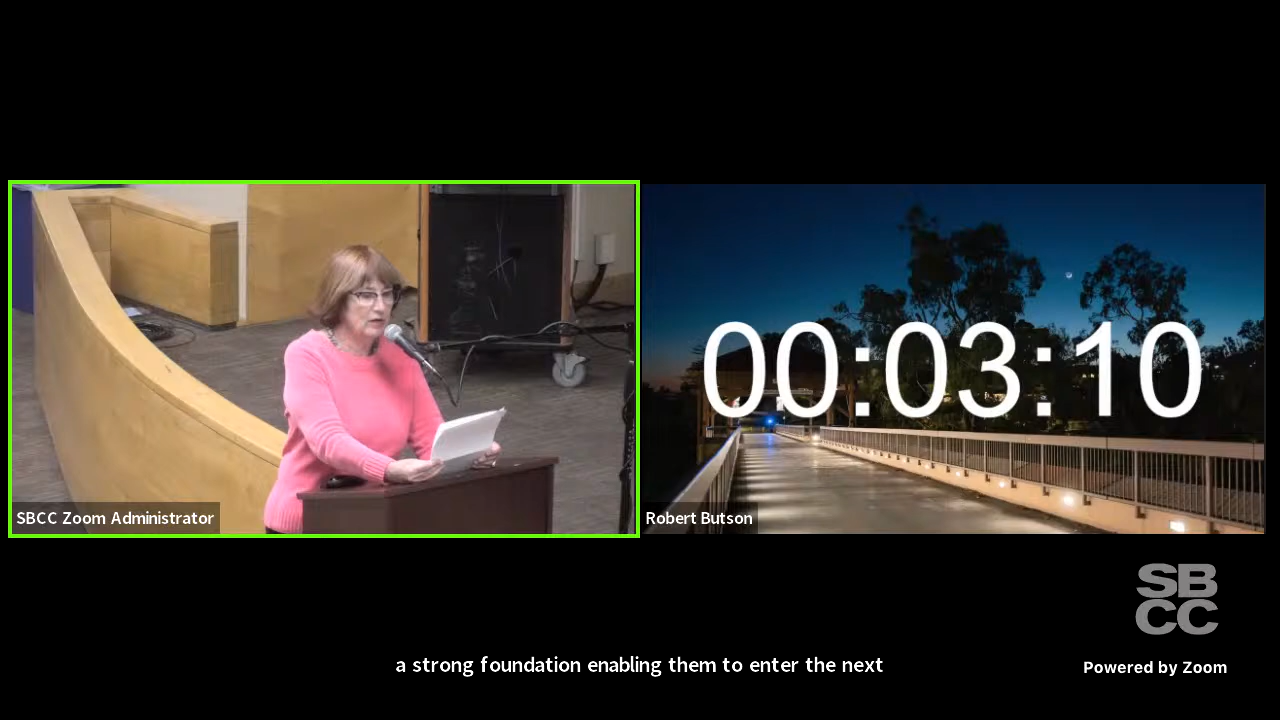 00:03:10
SBCC Zoom Administrator
Robert Butson
SB
CC
a strong foundation enabling them to enter the next
Powered by Zoom